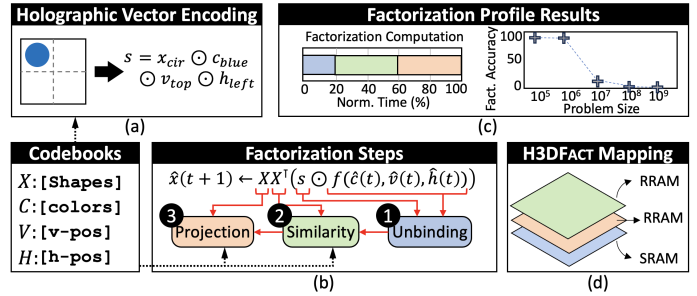 Holographic Vector Encoding
s = x_cir ⊙ c_blue
⊙ v_top ⊙ h_left
(a)
Factorization Profile Results
Factorization Computation
0 20 40 60 80 100
Norm. Time (%)
Fact. Accuracy
100
50
0
10^5 10^6 10^7 10^8 10^9
Problem Size
(c)
Codebooks
X:[Shapes]
C:[colors]
V:[v-pos]
H:[h-pos]
Factorization Steps
x̂(t + 1) ← XX^T(s ⊙ f(ĉ(t), v̂(t), ĥ(t)))
3 2 1
Projection Similarity Unbinding
(b)
H3DFACT Mapping
RRAM
RRAM
SRAM
(d)